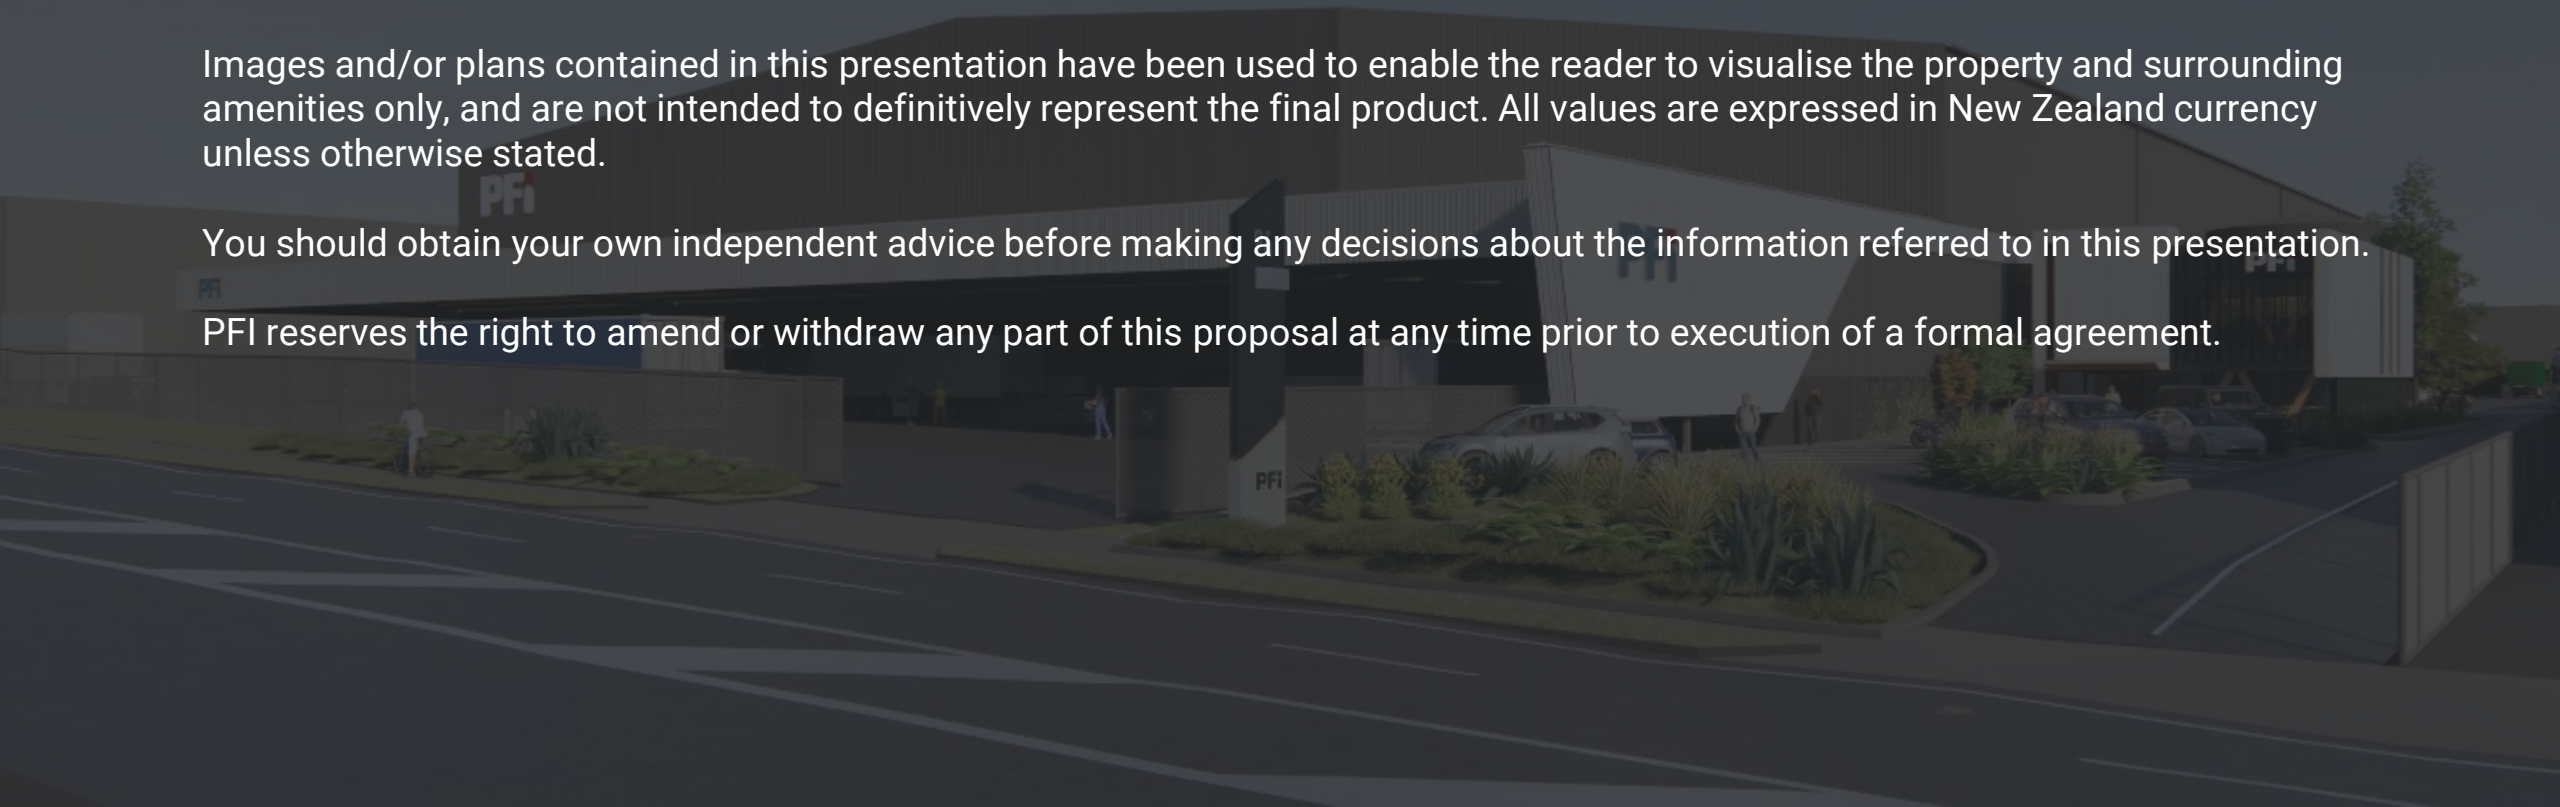 Images and/or plans contained in this presentation have been used to enable the reader to visualise the property and surrounding
amenities only, and are not intended to definitively represent the final product. All values are expressed in New Zealand currency
unless otherwise stated.
PFi
You should obtain your own independent advice before making any decisions about the information referred to in this presentation.
PFi
PFi
PFi
PFI reserves the right to amend or withdraw any part of this proposal at any time prior to execution of a formal agreement.
PFi